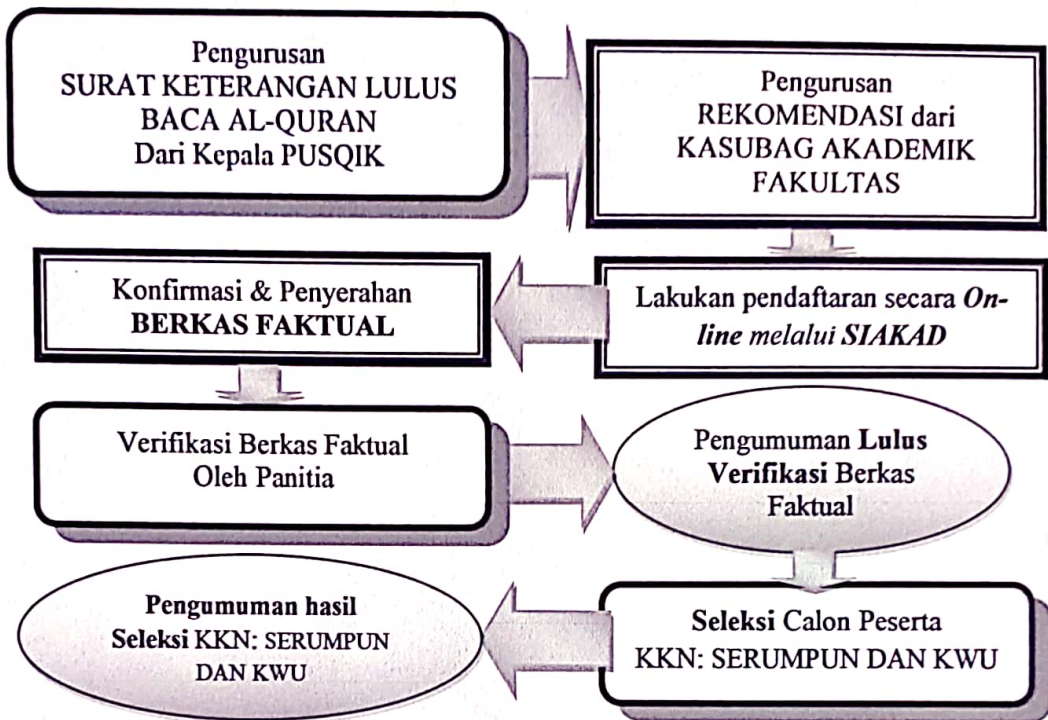 Pengurusan
SURAT KETERANGAN LULUS
BACA AL-QURAN
Dari Kepala PUSQIK
Pengurusan
REKOMENDASI dari
KASUBAG AKADEMIK
FAKULTAS
Lakukan pendaftaran secara On-
line melalui SIAKAD
Konfirmasi & Penyerahan
BERKAS FAKTUAL
Verifikasi Berkas Faktual
Oleh Panitia
Pengumuman Lulus
Verifikasi Berkas
Faktual
Seleksi Calon Peserta
KKN: SERUMPUN DAN KWU
Pengumuman hasil
Seleksi KKN: SERUMPUN
DAN KWU